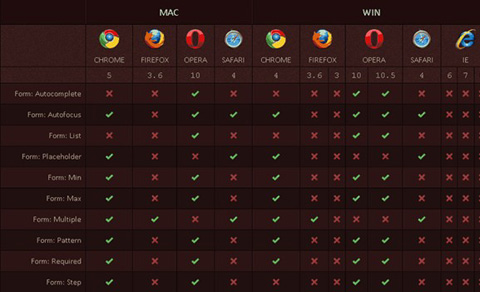 MAC WIN
CHROME FIREFOX OPERA SAFARI CHROME FIREFOX OPERA SAFARI IE
5 3.6 10 4 4 3.6 3 10 10.5 4 6 7
Form: Autocomplete
Form: Autofocus
Form: List
Form: Placeholder
Form: Min
Form: Max
Form: Multiple
Form: Pattern
Form: Required
Form: Step